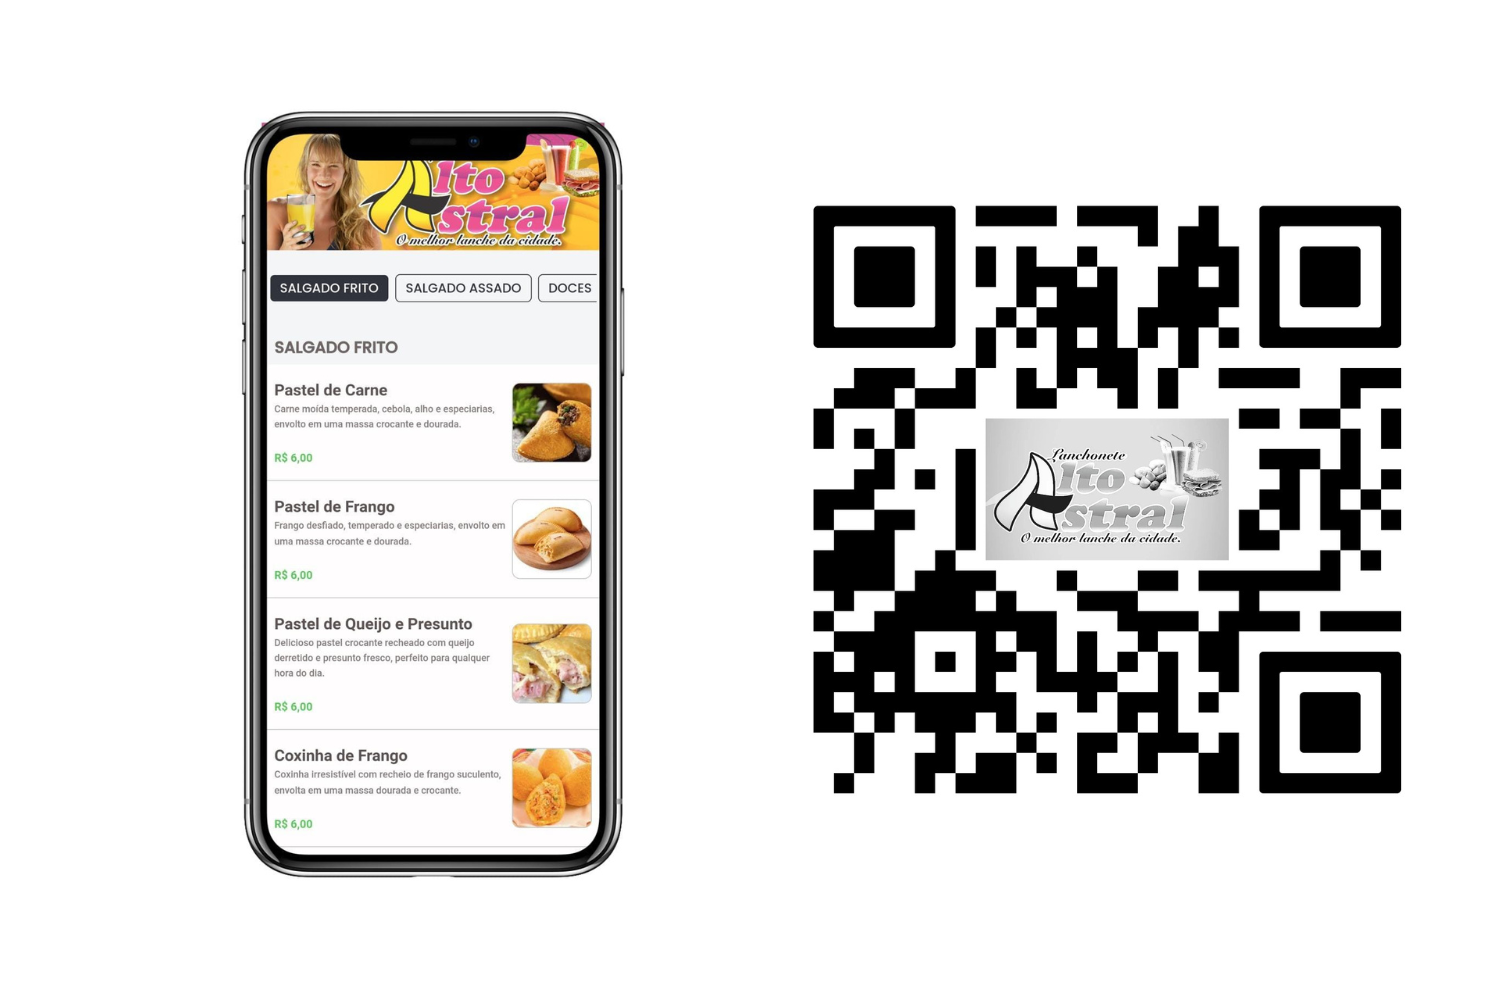 Alto
Astral
O melhor lanche da cidade.
SALGADO FRITO
SALGADO ASSADO
DOCES
SALGADO FRITO
Pastel de Carne
Carne moída temperada, cebola, alho e especiarias,
envolto em uma massa crocante e dourada.
R$ 6,00
Pastel de Frango
Frango desfiado, temperado e especiarias, envolto em
uma massa crocante e dourada.
R$ 6,00
Pastel de Queijo e Presunto
Delicioso pastel crocante recheado com queijo
derretido e presunto fresco, perfeito para qualquer
hora do dia.
R$ 6,00
Coxinha de Frango
Coxinha irresistível com recheio de frango suculento,
envolta em uma massa dourada e crocante.
R$ 6,00
Lanchonete
Alto
Astral
O melhor lanche da cidade.